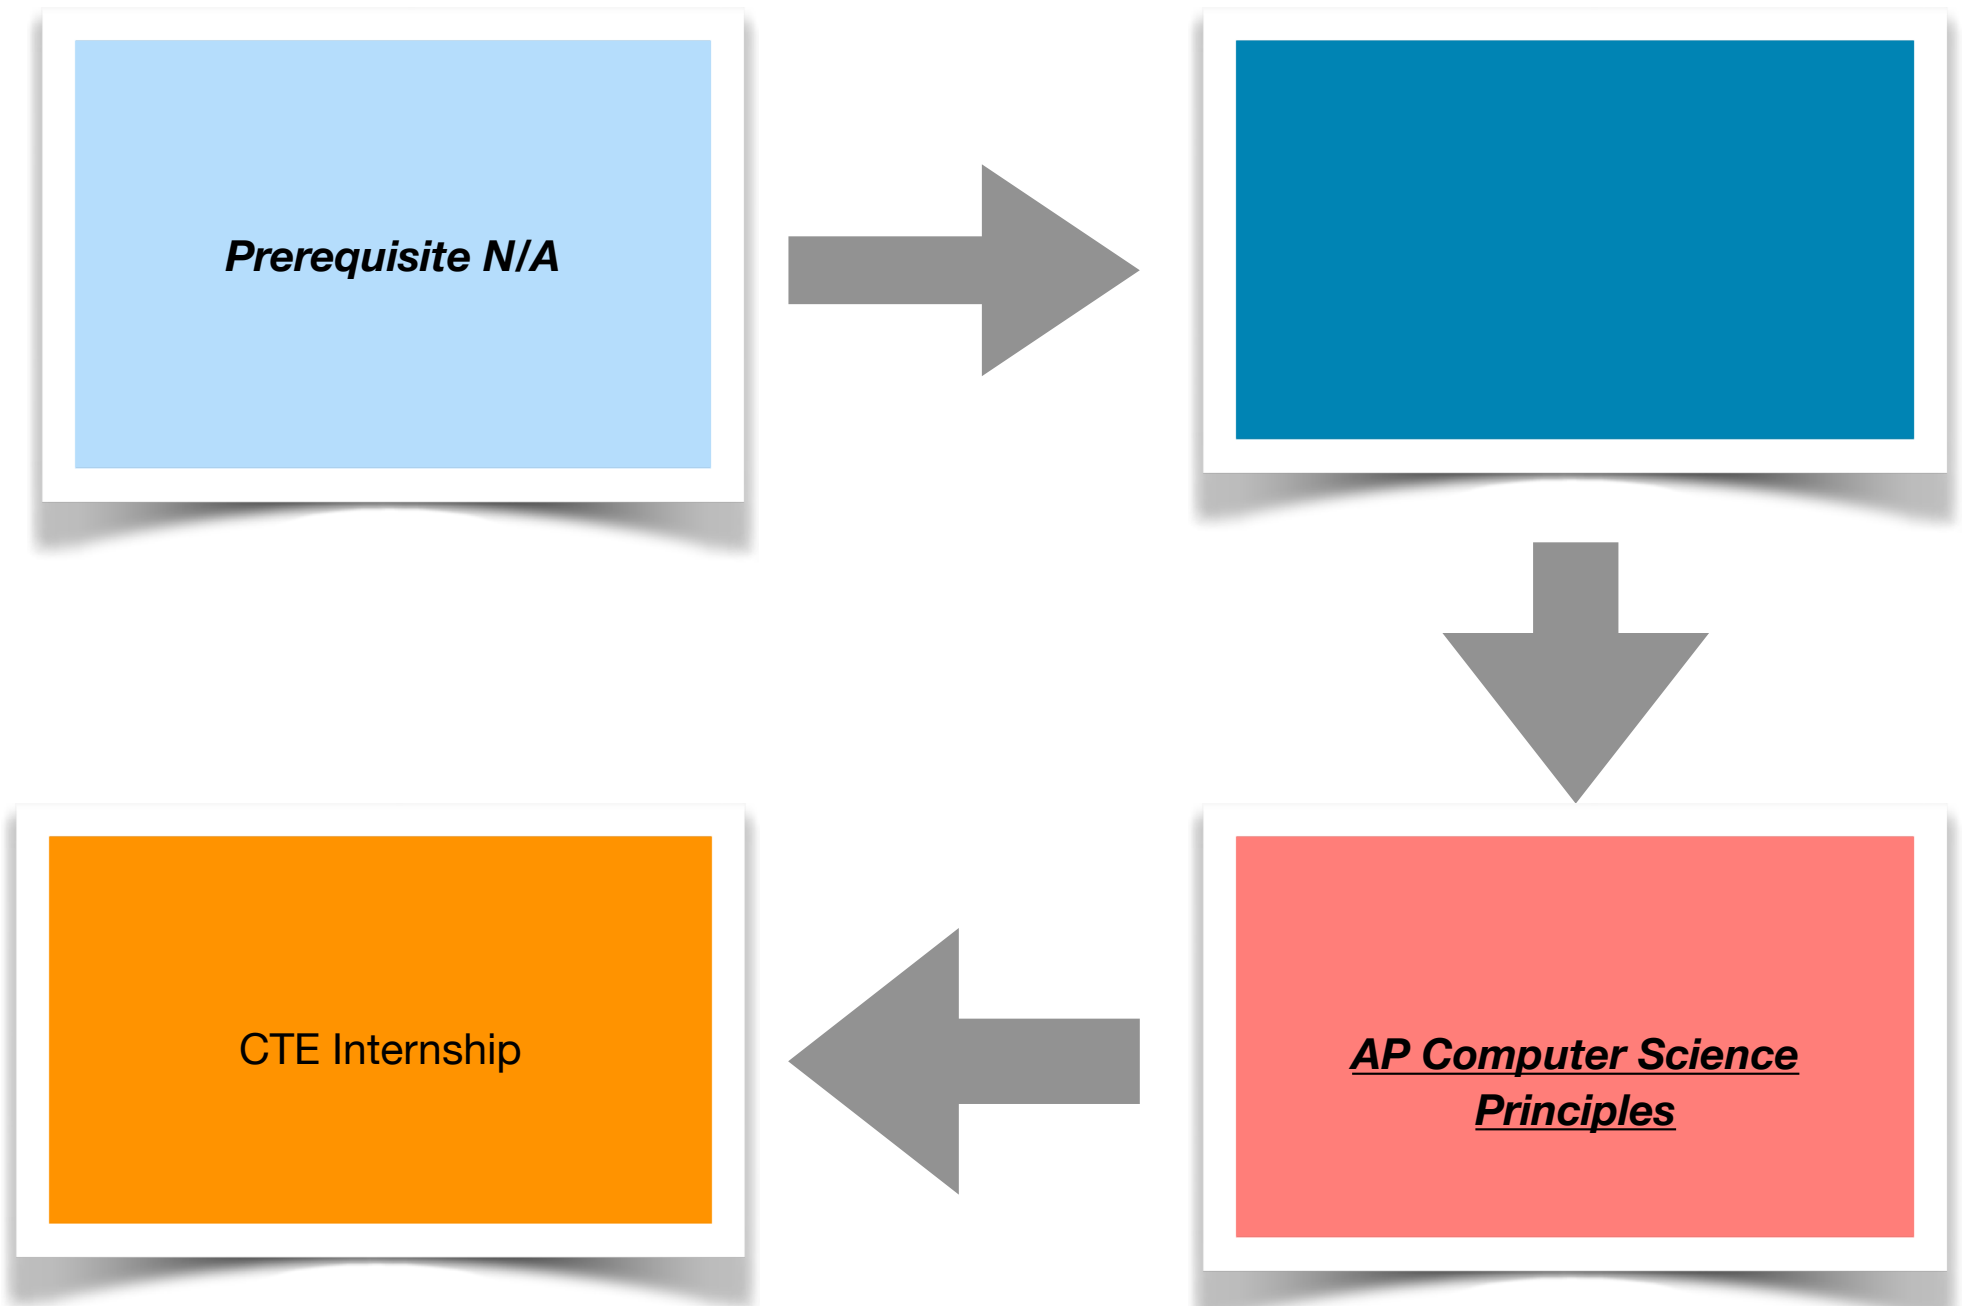 Prerequisite N/A
AP Computer Science
Principles
CTE Internship